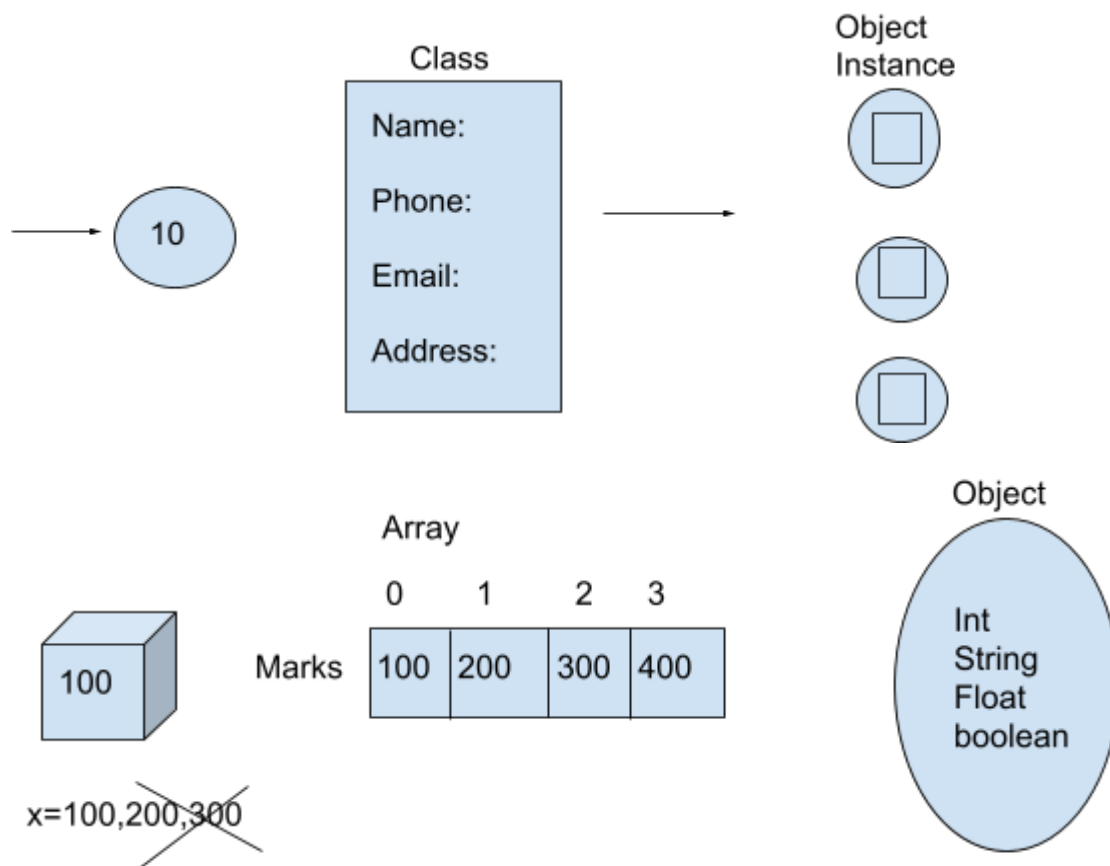 Class
Object
Instance
Name:
Phone:
10
Email:
Address:
Object
Array
0 1 2 3
Int
String
Float
boolean
Marks 100 200 300 400
100
x=100,200,300